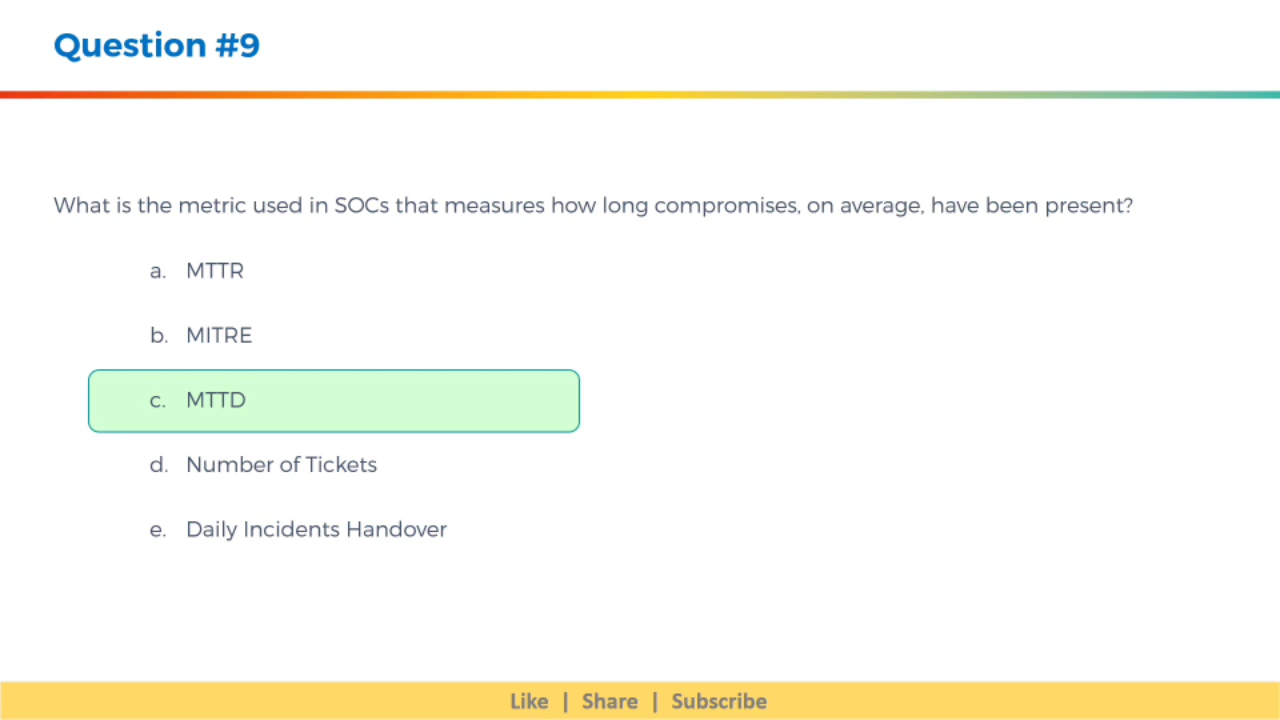 Question #9
What is the metric used in SOCs that measures how long compromises, on average, have been present?
a. MTTR
b. MITRE
c. MTTD
d. Number of Tickets
e. Daily Incidents Handover
Like | Share | Subscribe